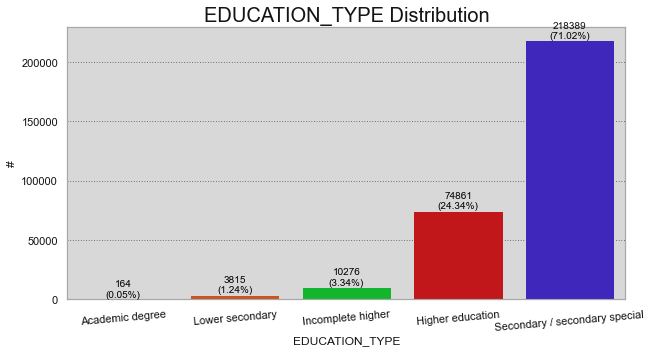 EDUCATION_TYPE Distribution
218389
(71.02%)
200000
150000
#
100000
74861
(24.34%)
50000
10276
(3.34%)
3815
(1.24%)
164
(0.05%)
0
Academic degree
Lower secondary
Incomplete higher
Higher education
Secondary / secondary special
EDUCATION_TYPE